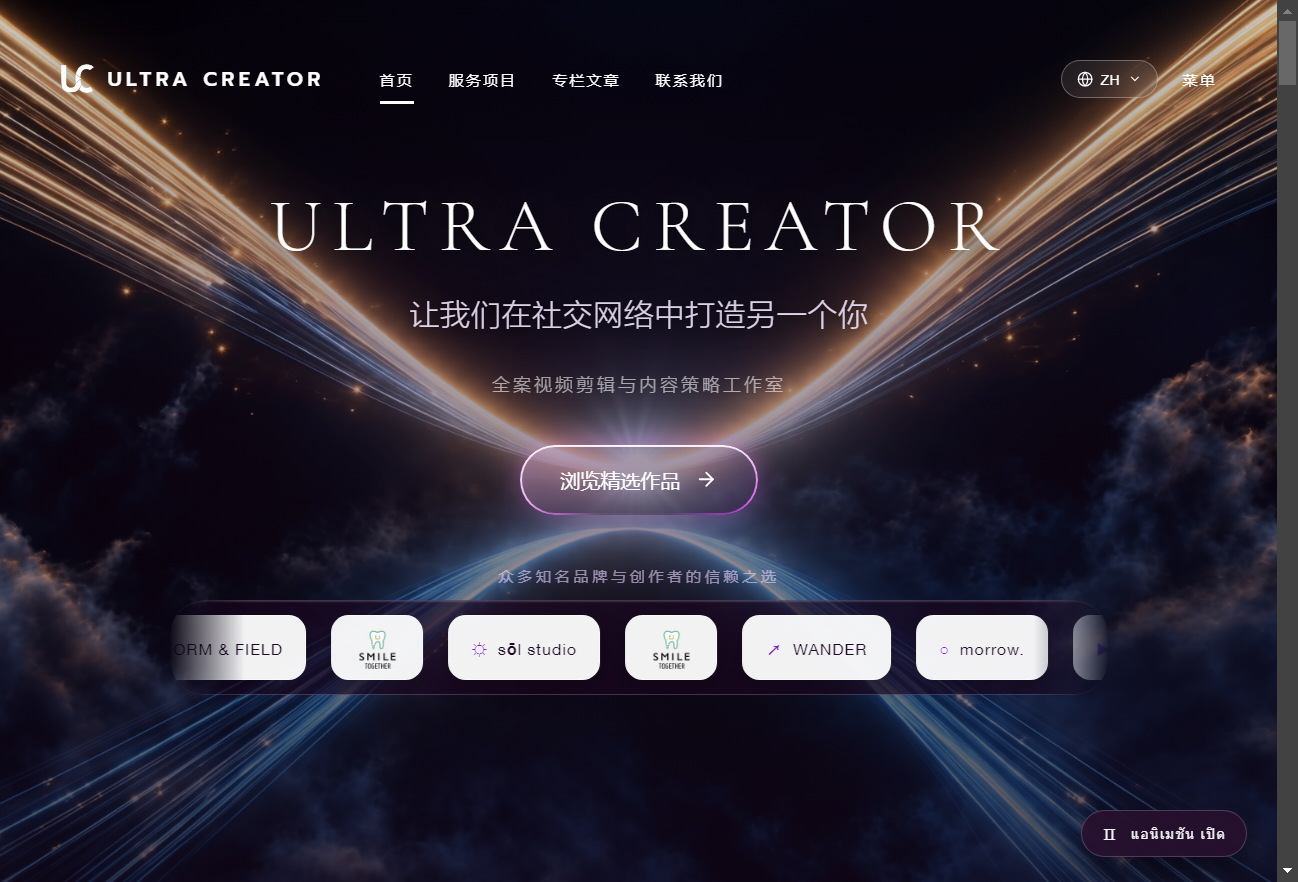 UC ULTRA CREATOR
首页 服务项目 专栏文章 联系我们
ZH
菜单
ULTRA CREATOR
让我们在社交网络中打造另一个你
全案视频剪辑与内容策略工作室
浏览精选作品 →
众多知名品牌与创作者的信赖之选
ORM & FIELD
SMILE
TOGETHER
sōl studio
SMILE
TOGETHER
WANDER
morrow.
แอนิเมชัน เปิด